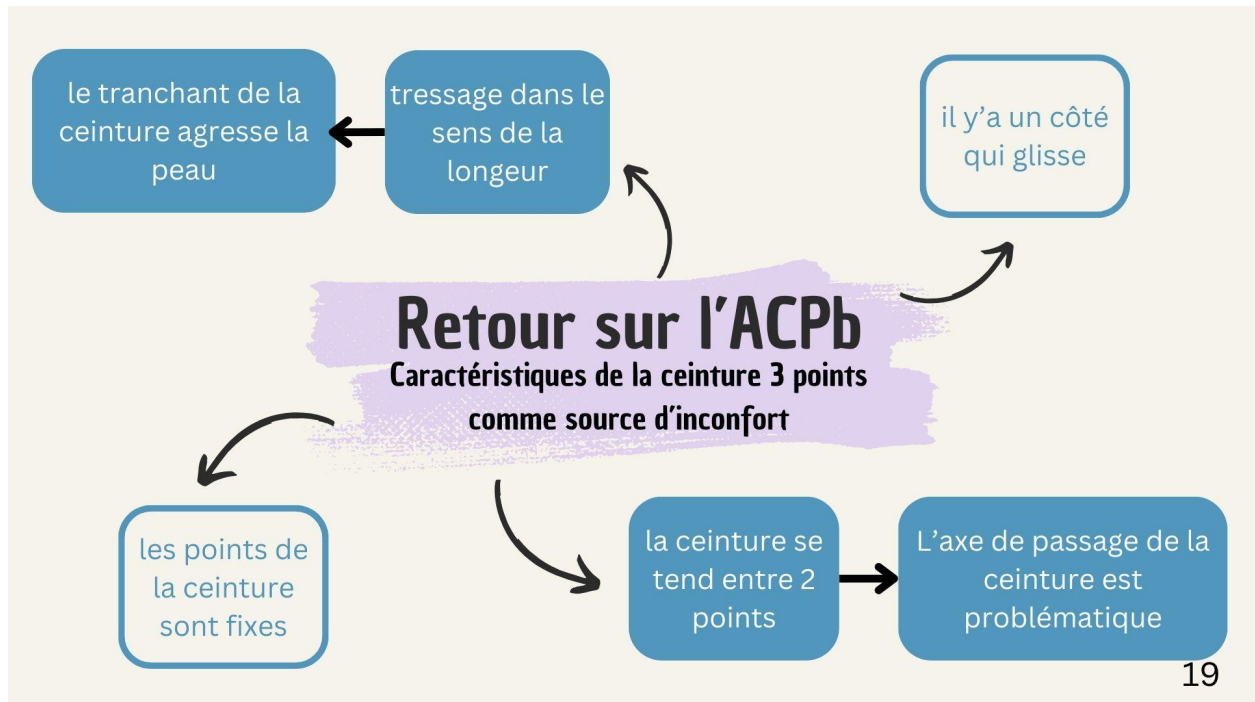 le tranchant de la
ceinture agresse la
peau
tressage dans le
sens de la
longeur
il y’a un côté
qui glisse
Retour sur l’ACPb
Caractéristiques de la ceinture 3 points
comme source d’inconfort
les points de
la ceinture
sont fixes
la ceinture se
tend entre 2
points
L’axe de passage de la
ceinture est
problématique
19